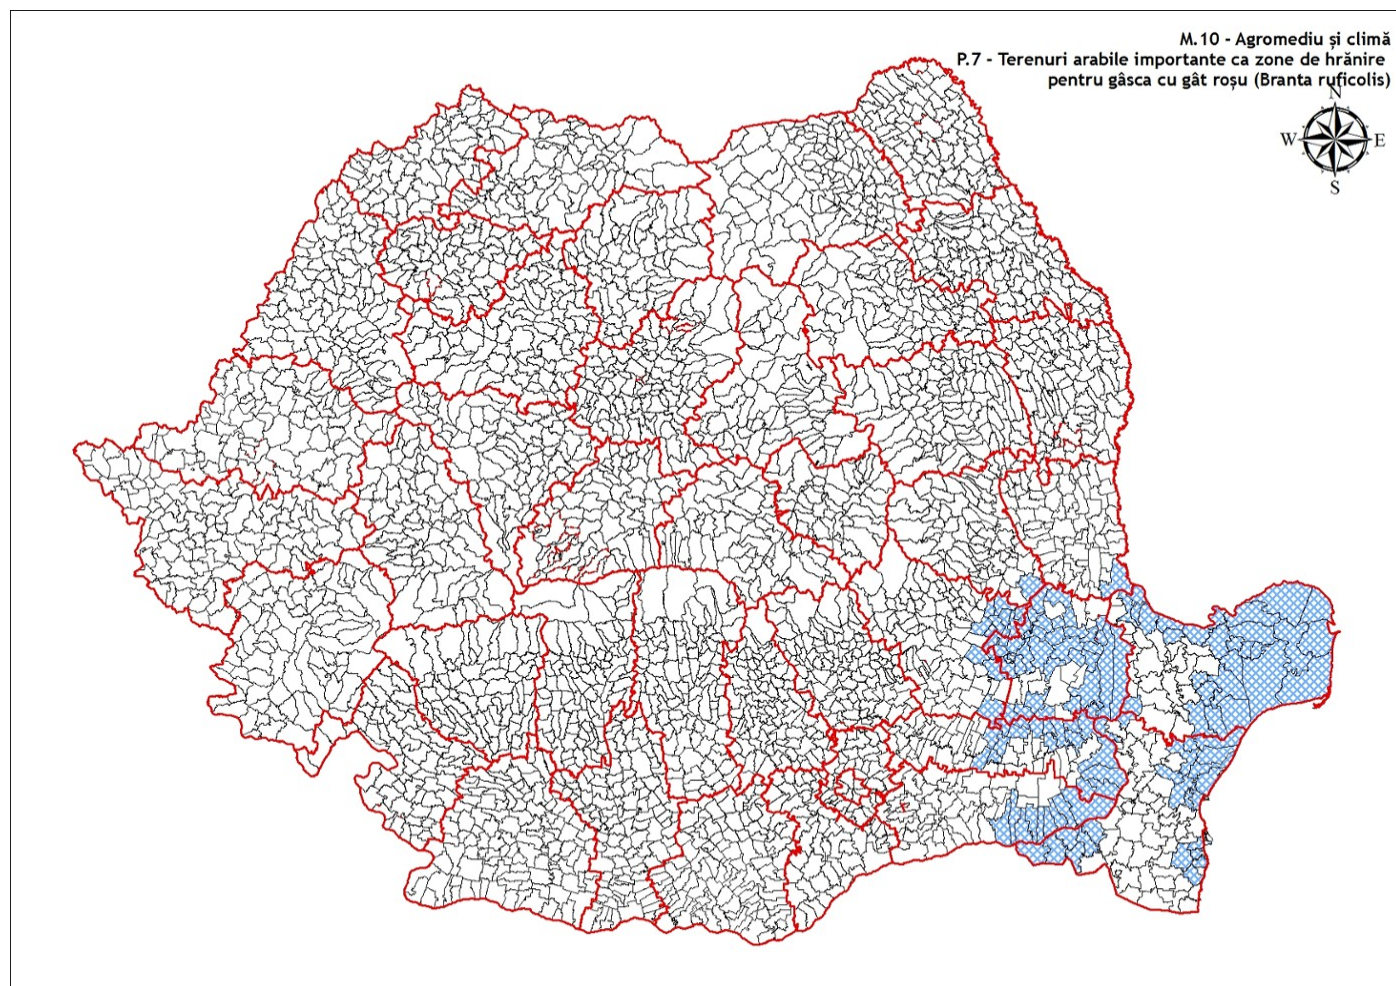 M.10 - Agromediu și climă
P.7 - Terenuri arabile importante ca zone de hrănire
pentru gâsca cu gât roșu (Branta ruficolis)
N
W E
S